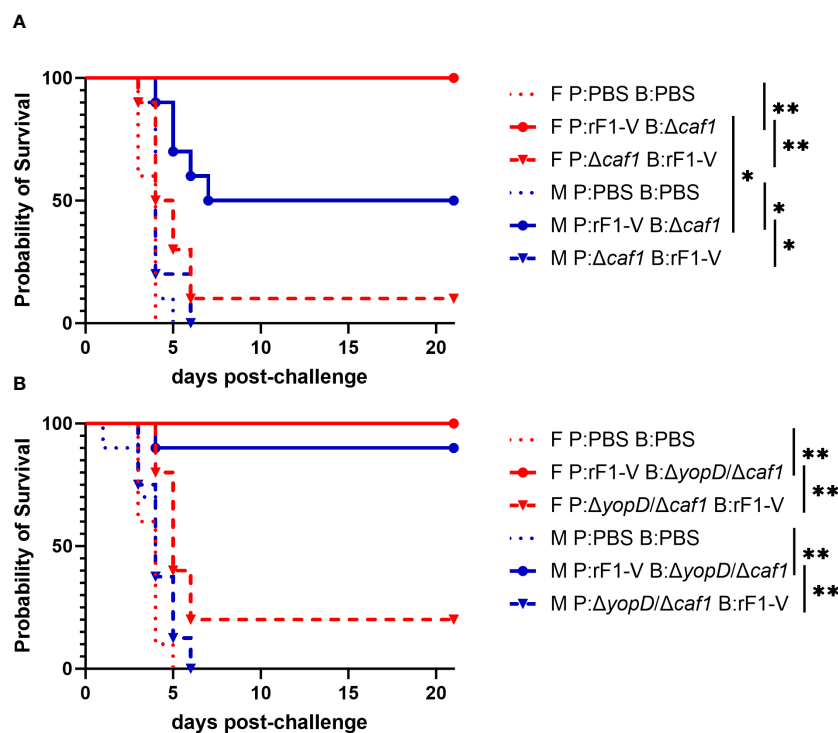 A
Probability of Survival
100
50
0
0 5 10 15 20
days post-challenge
F P:PBS B:PBS
F P:rF1-V B:Δcaf1
F P:Δcaf1 B:rF1-V
M P:PBS B:PBS
M P:rF1-V B:Δcaf1
M P:Δcaf1 B:rF1-V
**
**
*
*
*
B
Probability of Survival
100
50
0
0 5 10 15 20
days post-challenge
F P:PBS B:PBS
F P:rF1-V B:ΔyopD/Δcaf1
F P:ΔyopD/Δcaf1 B:rF1-V
M P:PBS B:PBS
M P:rF1-V B:ΔyopD/Δcaf1
M P:ΔyopD/Δcaf1 B:rF1-V
**
**
**
**